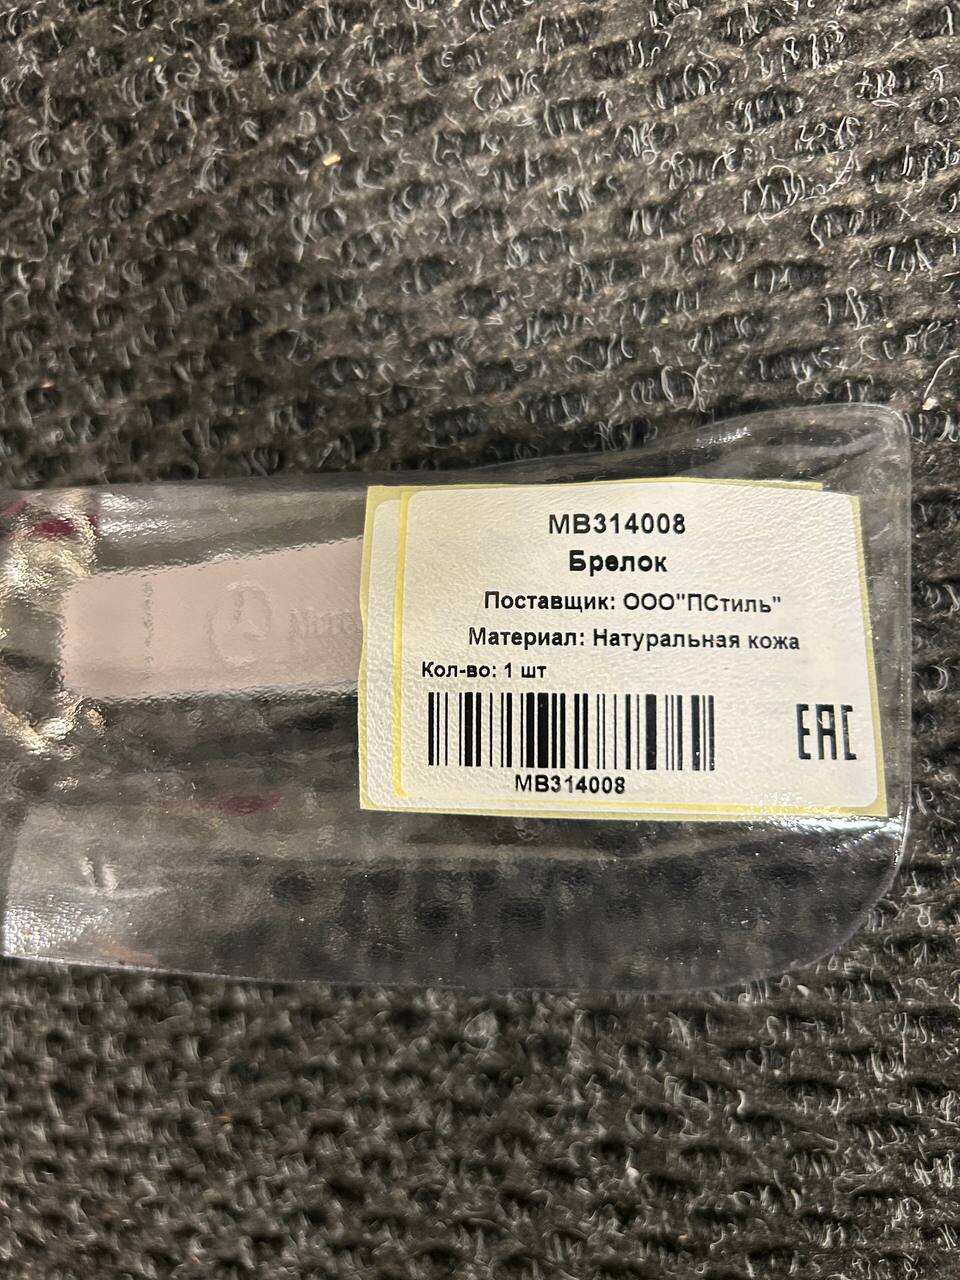 MB314008
Брелок
Поставщик: ООО"ПСтиль"
Материал: Натуральная кожа
Кол-во: 1 шт
EAC
MB314008